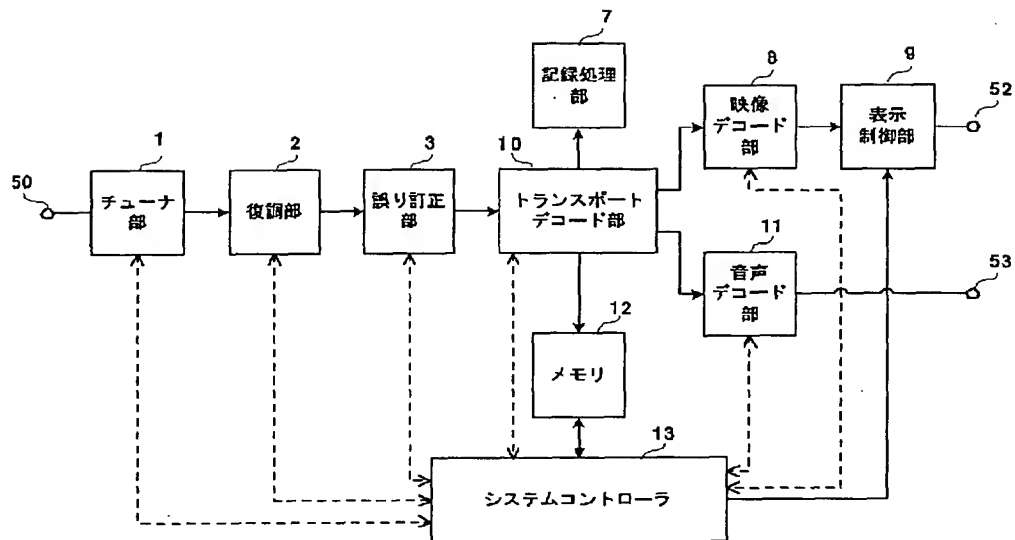 7
記録処理
部
8
映像
デコード
部
9
表示
制御部
52
50
1
チューナ
部
2
復調部
3
誤り訂正
部
10
トランスポート
デコード部
11
音声
デコード
部
53
12
メモリ
13
システムコントローラ